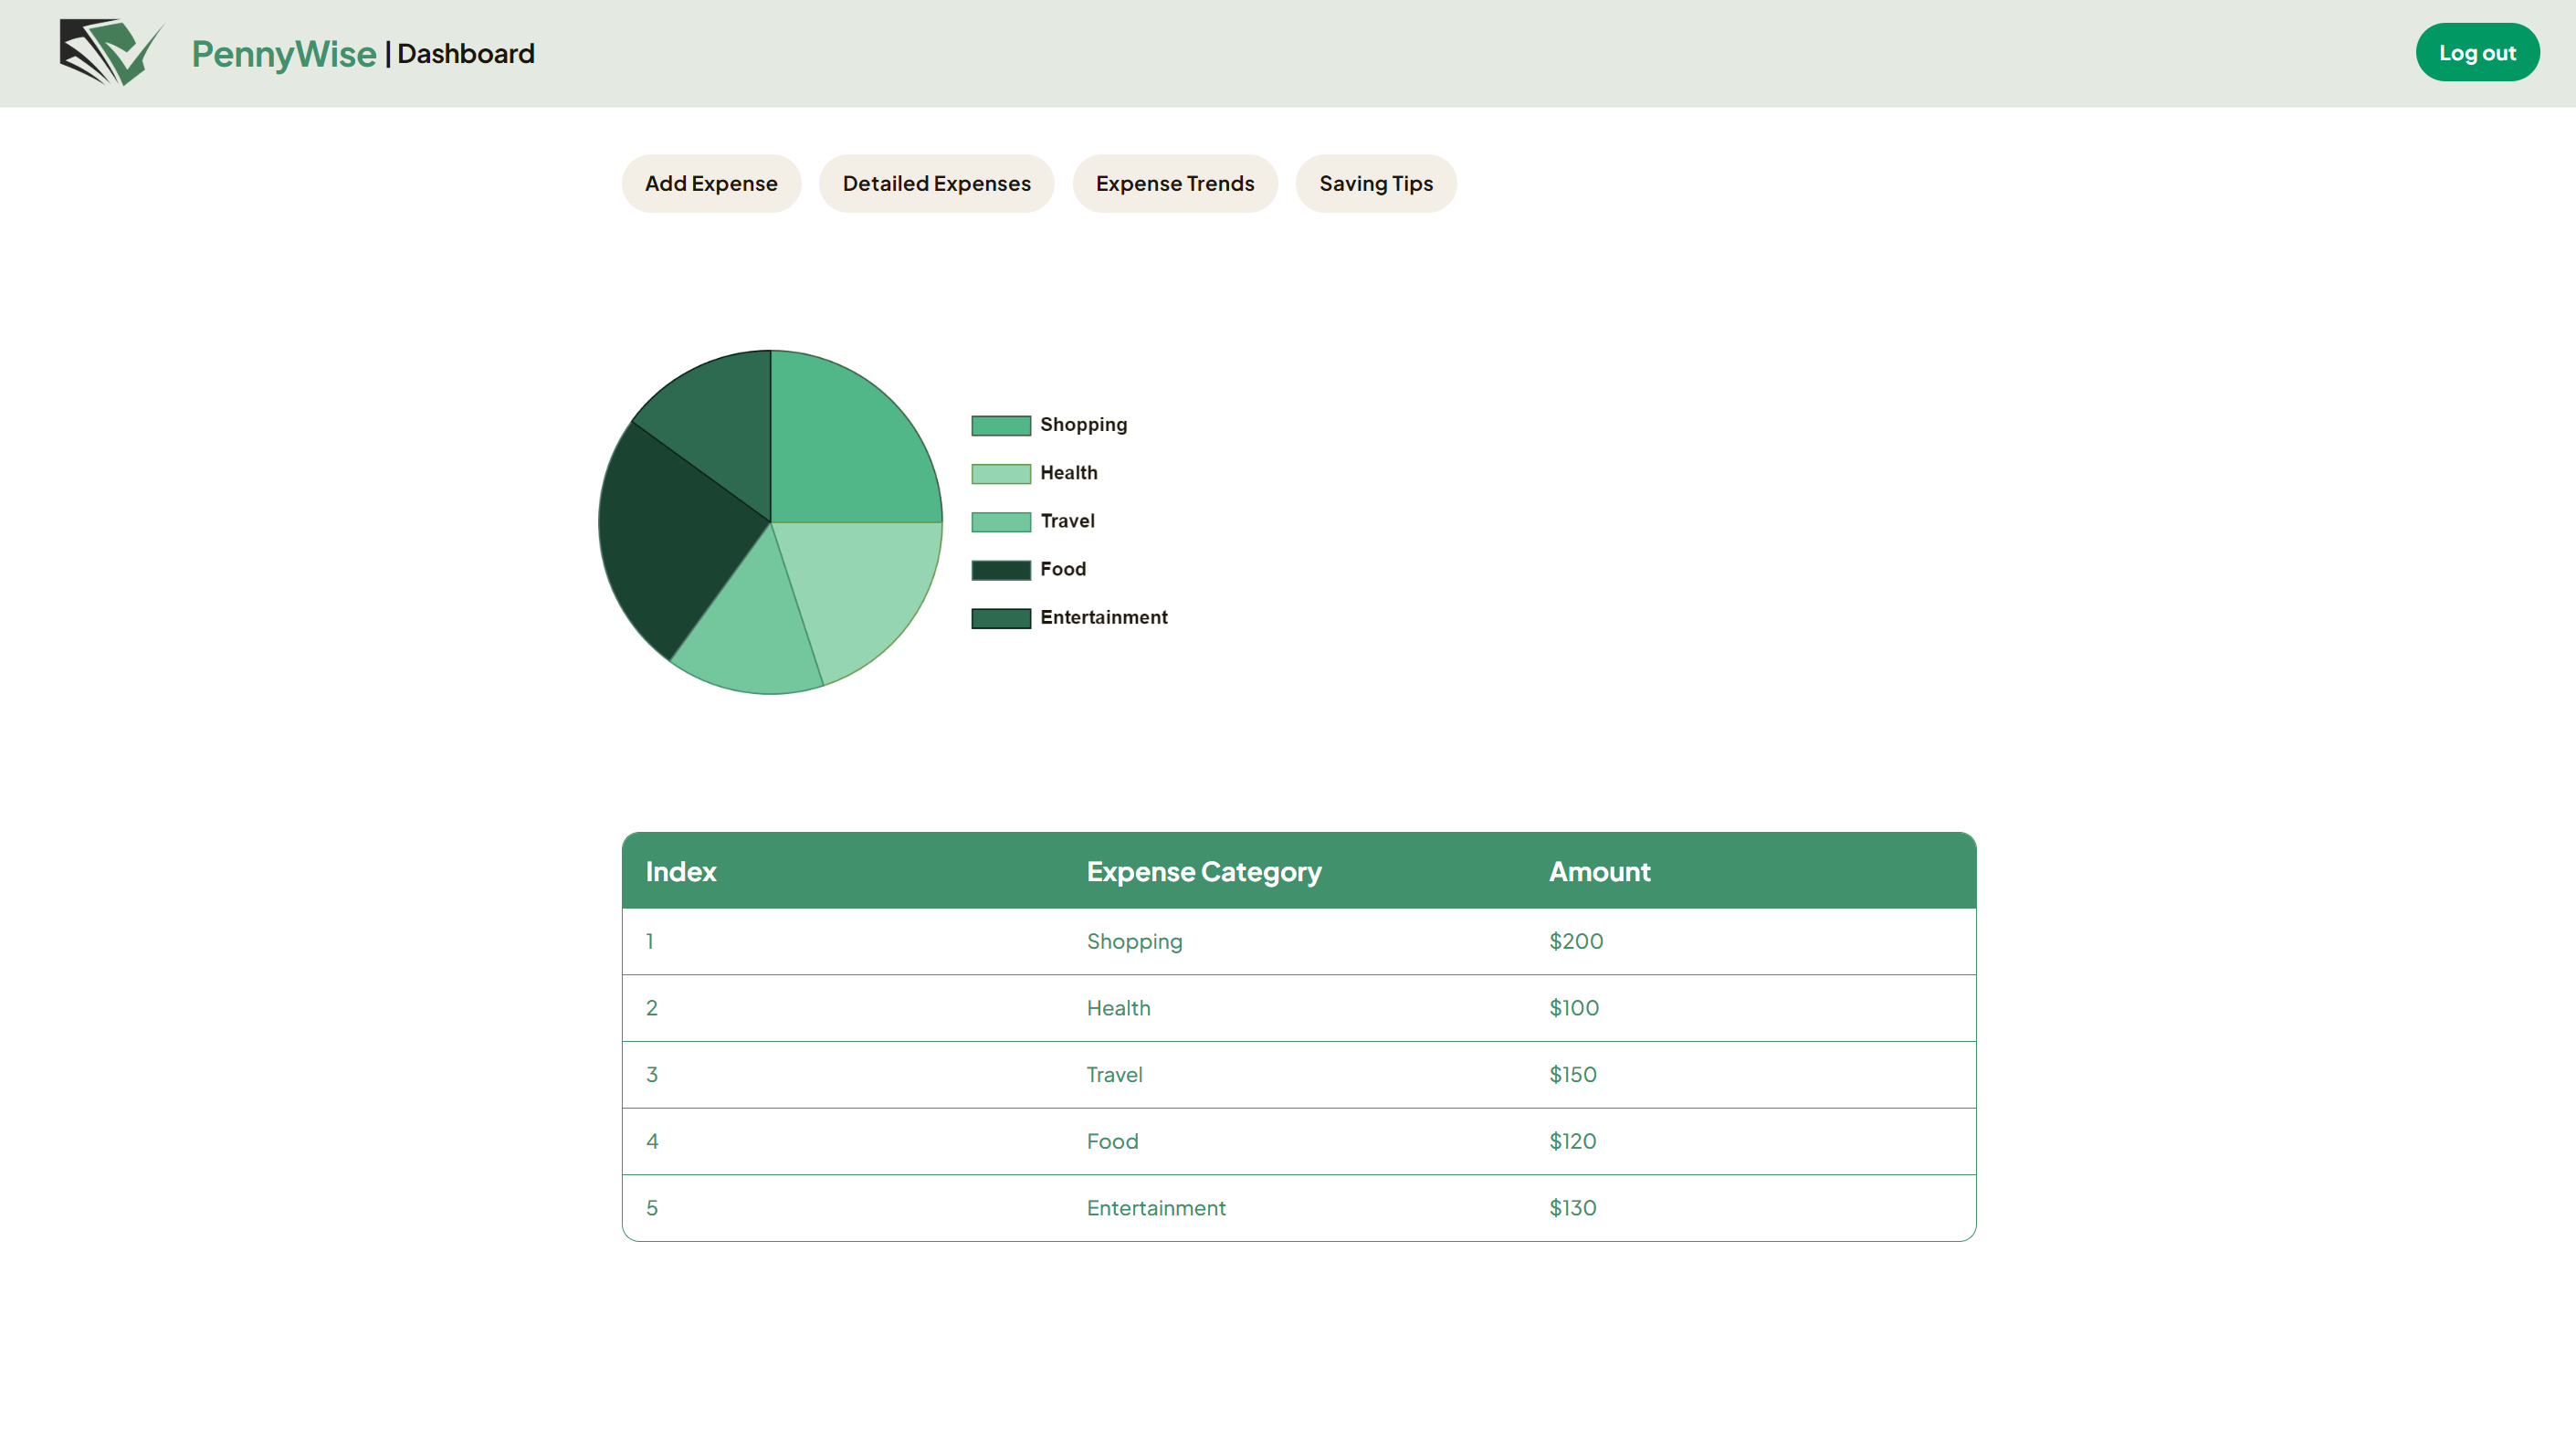 PennyWise | Dashboard
Log out
Add Expense Detailed Expenses Expense Trends Saving Tips
Shopping
Health
Travel
Food
Entertainment
Index Expense Category Amount
1 Shopping $200
2 Health $100
3 Travel $150
4 Food $120
5 Entertainment $130